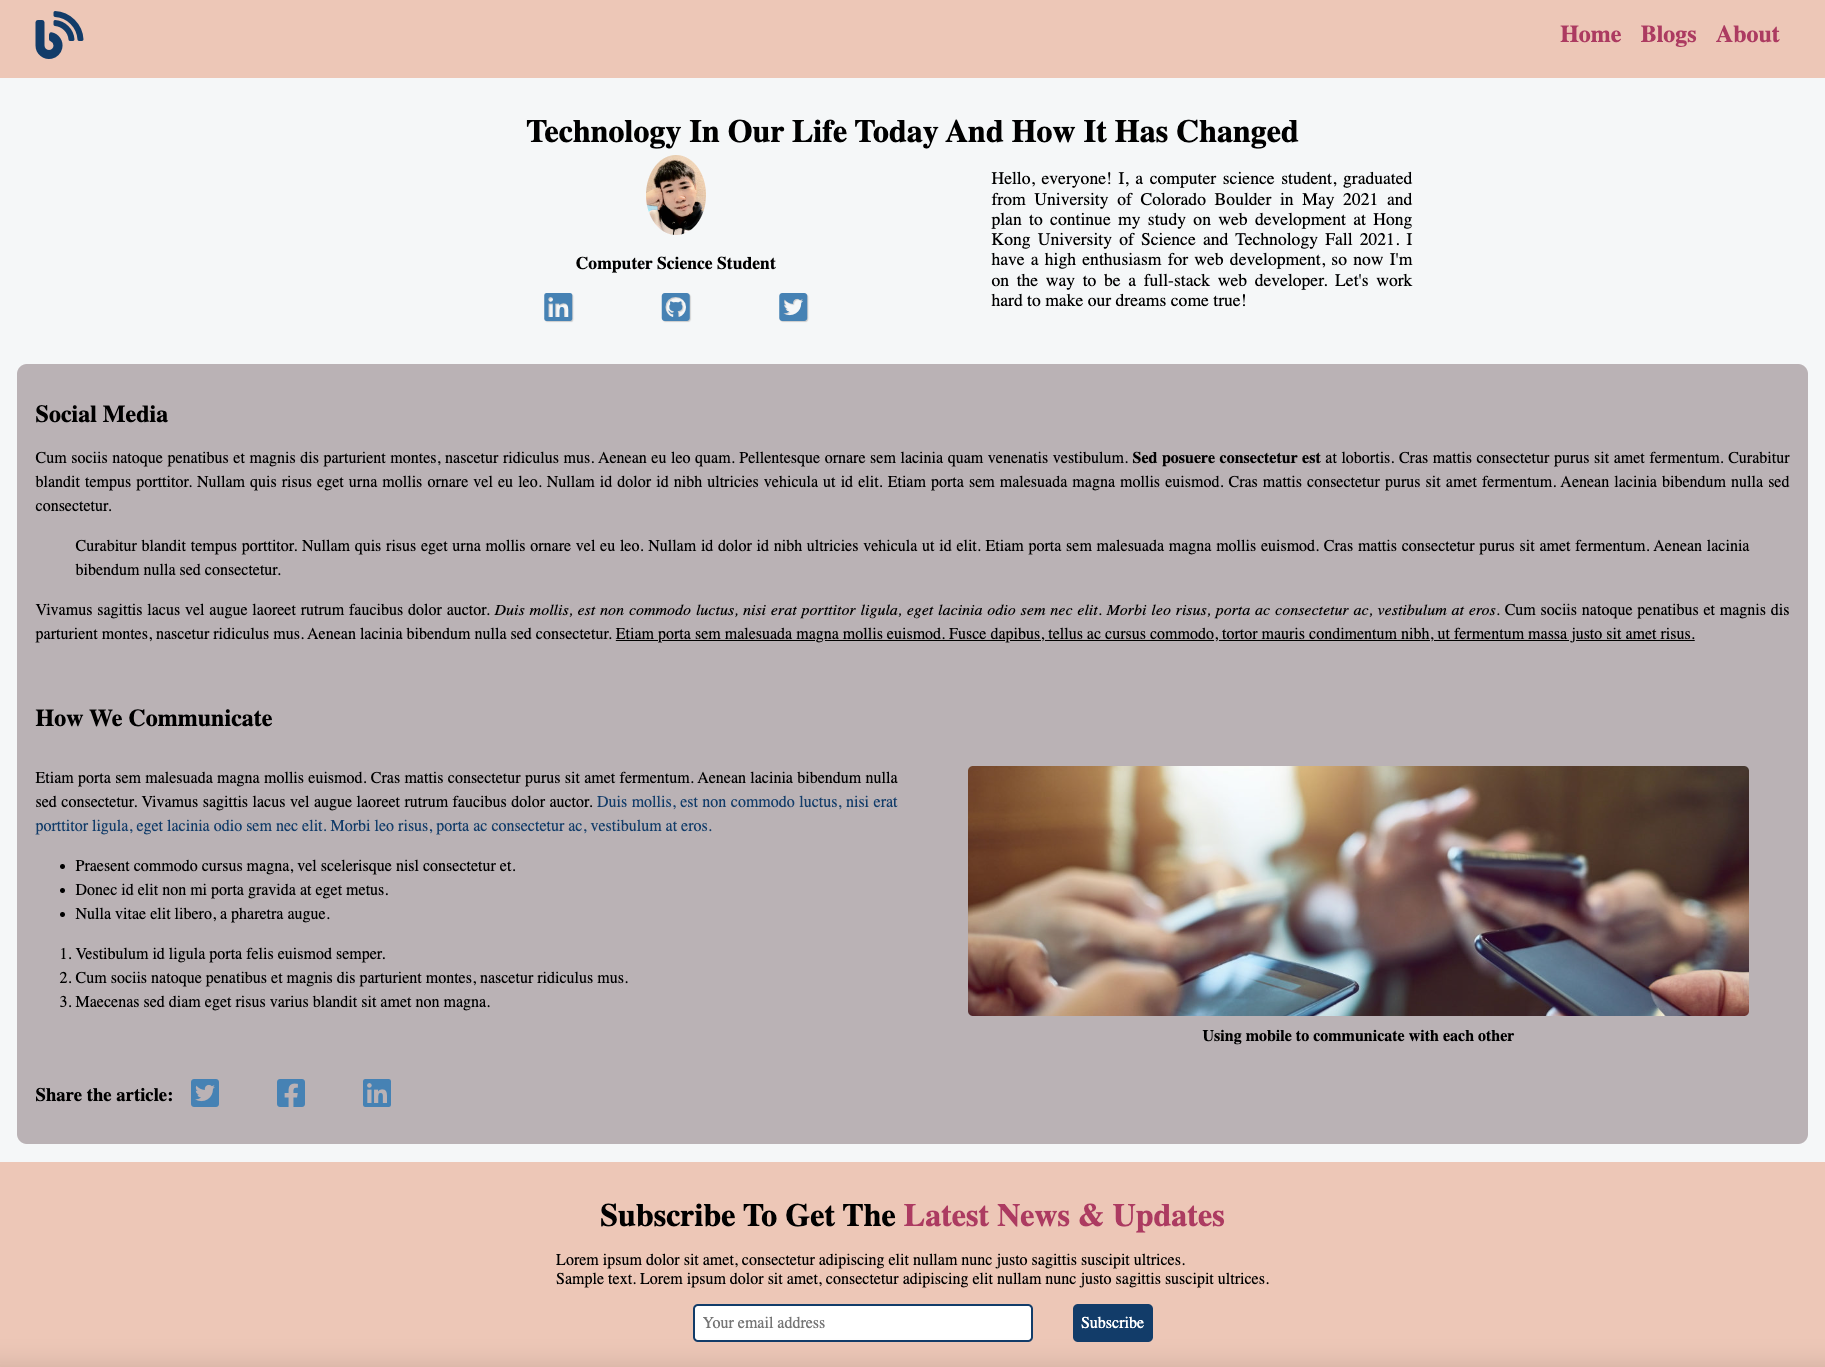 Home Blogs About
Technology In Our Life Today And How It Has Changed
Computer Science Student
Hello, everyone! I, a computer science student, graduated
from University of Colorado Boulder in May 2021 and
plan to continue my study on web development at Hong
Kong University of Science and Technology Fall 2021. I
have a high enthusiasm for web development, so now I'm
on the way to be a full-stack web developer. Let's work
hard to make our dreams come true!
Social Media
Cum sociis natoque penatibus et magnis dis parturient montes, nascetur ridiculus mus. Aenean eu leo quam. Pellentesque ornare sem lacinia quam venenatis vestibulum. Sed posuere consectetur est at lobortis. Cras mattis consectetur purus sit amet fermentum. Curabitur
blandit tempus porttitor. Nullam quis risus eget urna mollis ornare vel eu leo. Nullam id dolor id nibh ultricies vehicula ut id elit. Etiam porta sem malesuada magna mollis euismod. Cras mattis consectetur purus sit amet fermentum. Aenean lacinia bibendum nulla sed
consectetur.
Curabitur blandit tempus porttitor. Nullam quis risus eget urna mollis ornare vel eu leo. Nullam id dolor id nibh ultricies vehicula ut id elit. Etiam porta sem malesuada magna mollis euismod. Cras mattis consectetur purus sit amet fermentum. Aenean lacinia
bibendum nulla sed consectetur.
Vivamus sagittis lacus vel augue laoreet rutrum faucibus dolor auctor. Duis mollis, est non commodo luctus, nisi erat porttitor ligula, eget lacinia odio sem nec elit. Morbi leo risus, porta ac consectetur ac, vestibulum at eros. Cum sociis natoque penatibus et magnis dis
parturient montes, nascetur ridiculus mus. Aenean lacinia bibendum nulla sed consectetur. Etiam porta sem malesuada magna mollis euismod. Fusce dapibus, tellus ac cursus commodo, tortor mauris condimentum nibh, ut fermentum massa justo sit amet risus.
How We Communicate
Etiam porta sem malesuada magna mollis euismod. Cras mattis consectetur purus sit amet fermentum. Aenean lacinia bibendum nulla
sed consectetur. Vivamus sagittis lacus vel augue laoreet rutrum faucibus dolor auctor. Duis mollis, est non commodo luctus, nisi erat
porttitor ligula, eget lacinia odio sem nec elit. Morbi leo risus, porta ac consectetur ac, vestibulum at eros.
• Praesent commodo cursus magna, vel scelerisque nisl consectetur et.
• Donec id elit non mi porta gravida at eget metus.
• Nulla vitae elit libero, a pharetra augue.
1. Vestibulum id ligula porta felis euismod semper.
2. Cum sociis natoque penatibus et magnis dis parturient montes, nascetur ridiculus mus.
3. Maecenas sed diam eget risus varius blandit sit amet non magna.
Using mobile to communicate with each other
Share the article:
Subscribe To Get The Latest News & Updates
Lorem ipsum dolor sit amet, consectetur adipiscing elit nullam nunc justo sagittis suscipit ultrices.
Sample text. Lorem ipsum dolor sit amet, consectetur adipiscing elit nullam nunc justo sagittis suscipit ultrices.
Your email address
Subscribe